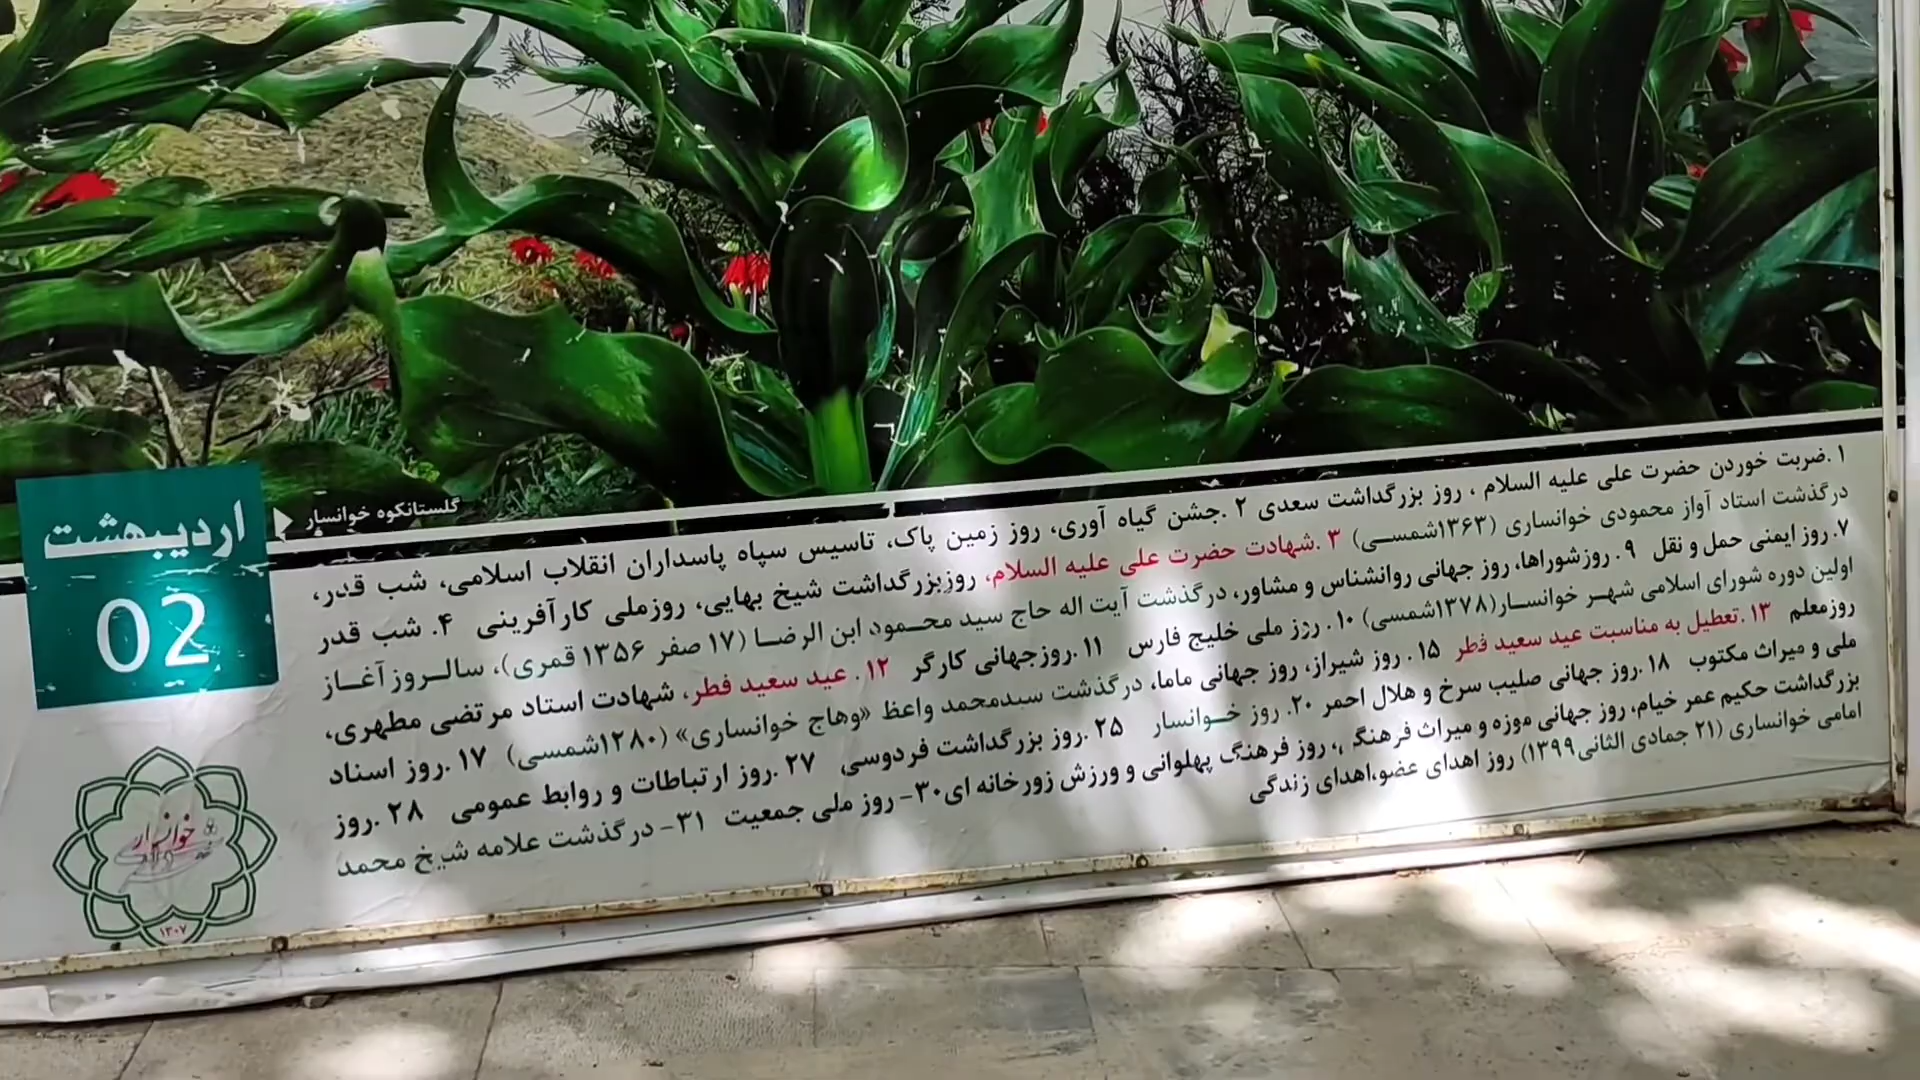 گلستانکوه خوانسار
اردیبهشت
02
۱.ضربت خوردن حضرت علی علیه السلام ، روز بزرگداشت سعدی ۲ .جشن گیاه آوری، روز زمین پاک، تاسیس سپاه پاسداران انقلاب اسلامی، شب قدر،
درگذشت استاد آواز محمودی خوانساری (۱۳۶۳شمسی) ۳ .شهادت حضرت علی علیه السلام، روزبزرگداشت شیخ بهایی، روزملی کارآفرینی ۴. شب قدر
۷.روز ایمنی حمل و نقل ۹ .روزشوراها، روز جهانی روانشناس و مشاور، درگذشت آیت اله حاج سید محمود ابن الرضا (۱۷ صفر ۱۳۵۶ قمری)، سالروز آغاز
اولین دوره شورای اسلامی شهر خوانسار(۱۳۷۸شمسی) ۱۰. روز ملی خلیج فارس ۱۱ .روزجهانی کارگر ۱۲ . عید سعید فطر، شهادت استاد مرتضی مطهری،
روزمعلم ۱۳ .تعطیل به مناسبت عید سعید فطر ۱۵ . روز شیراز، روز جهانی ماما، درگذشت سیدمحمد واعظ «وهاج خوانساری» (۱۲۸۰شمسی) ۱۷ .روز اسناد
ملی و میراث مکتوب ۱۸ .روز جهانی صلیب سرخ و هلال احمر ۲۰. روز خوانسار ۲۵ .روز بزرگداشت فردوسی ۲۷ .روز ارتباطات و روابط عمومی ۲۸ .روز
بزرگداشت حکیم عمر خیام، روز جهانی موزه و میراث فرهنگی، روز فرهنگ پهلوانی و ورزش زورخانه ای۳۰- روز ملی جمعیت ۳۱- درگذشت علامه شیخ محمد
امامی خوانساری (۲۱ جمادی الثانی۱۳۹۹) روز اهدای عضو،اهدای زندگی
خوانسار
۱۳۰۷